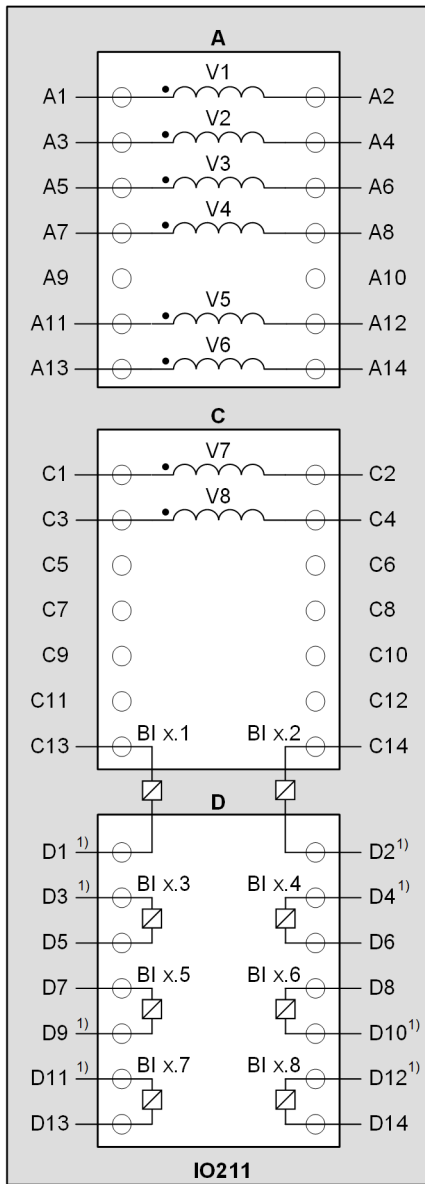 A
V1
A1 A2
V2
A3 A4
V3
A5 A6
V4
A7 A8
A9 A10
V5
A11 A12
V6
A13 A14
C
V7
C1 C2
V8
C3 C4
C5 C6
C7 C8
C9 C10
C11 C12
BI x.1 BI x.2
C13 C14
D
D1 1) D2 1)
BI x.3 BI x.4
D3 1) D4 1)
D5 D6
BI x.5 BI x.6
D7 D8
D9 1) D10 1)
BI x.7 BI x.8
D11 1) D12 1)
D13 D14
IO211